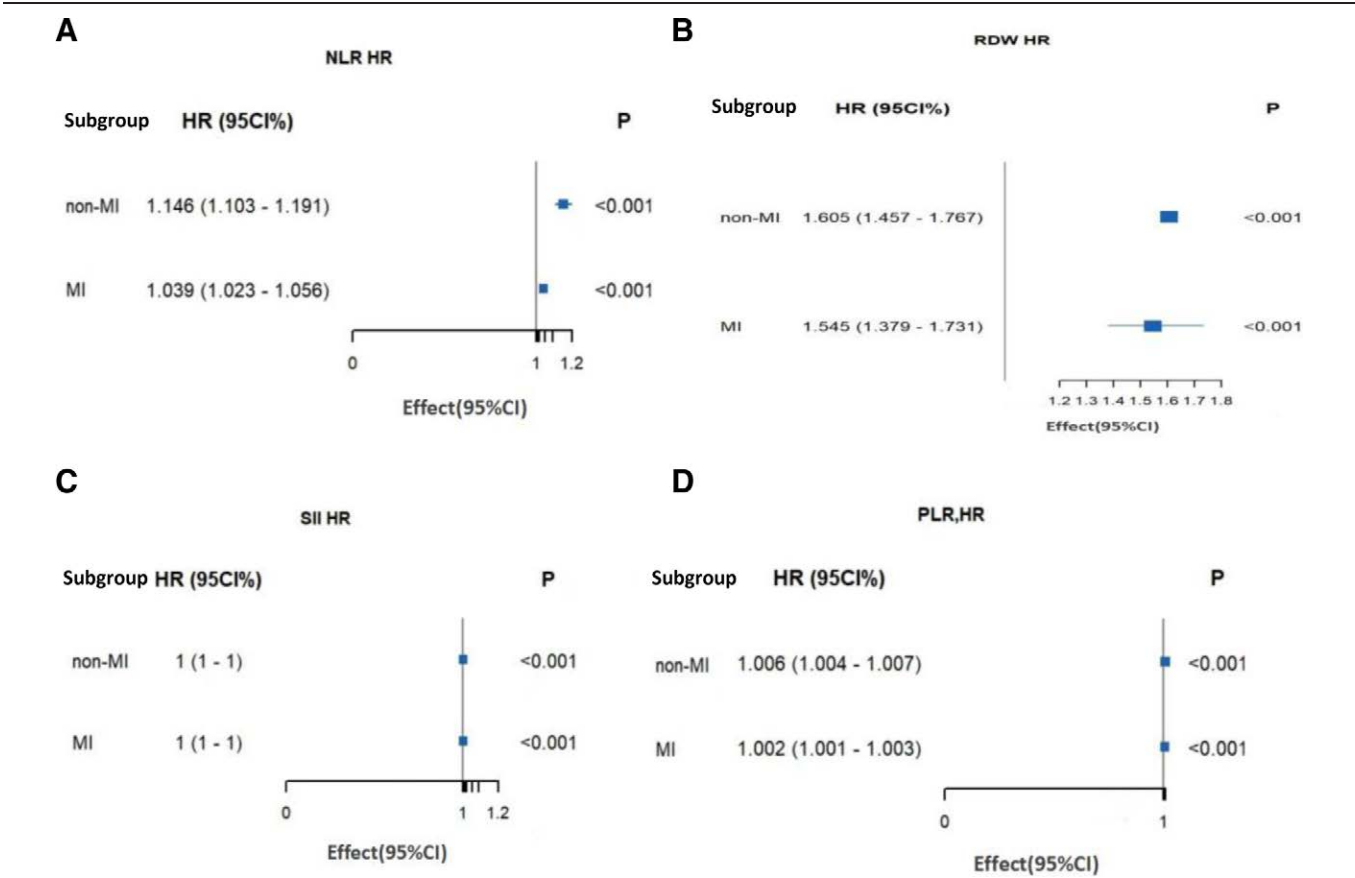 A
NLR HR
Subgroup HR (95CI%) P
non-MI 1.146 (1.103 - 1.191) <0.001
MI 1.039 (1.023 - 1.056) <0.001
0 1 1.2
Effect(95%CI)
B
RDW HR
Subgroup HR (95CI%) P
non-MI 1.605 (1.457 - 1.767) <0.001
MI 1.545 (1.379 - 1.731) <0.001
1.2 1.3 1.4 1.5 1.6 1.7 1.8
Effect(95%CI)
C
SII HR
Subgroup HR (95CI%) P
non-MI 1 (1 - 1) <0.001
MI 1 (1 - 1) <0.001
0 1 1.2
Effect(95%CI)
D
PLR,HR
Subgroup HR (95CI%) P
non-MI 1.006 (1.004 - 1.007) <0.001
MI 1.002 (1.001 - 1.003) <0.001
0 1
Effect(95%CI)